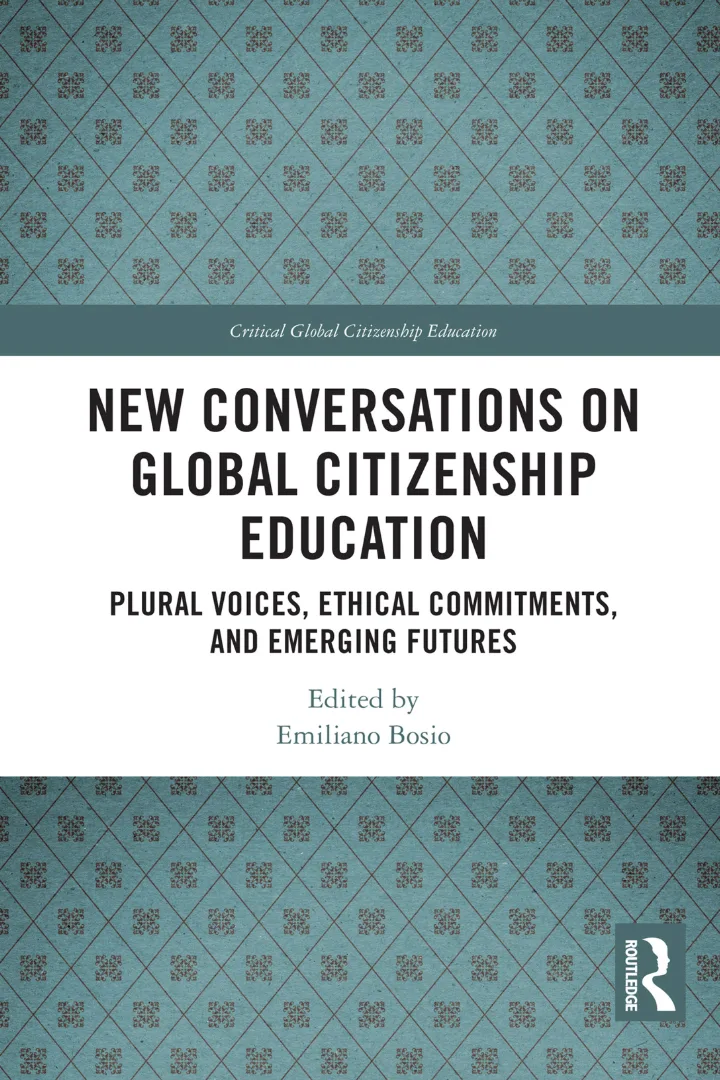 Critical Global Citizenship Education
NEW CONVERSATIONS ON
GLOBAL CITIZENSHIP
EDUCATION
PLURAL VOICES, ETHICAL COMMITMENTS,
AND EMERGING FUTURES
Edited by
Emiliano Bosio
ROUTLEDGE